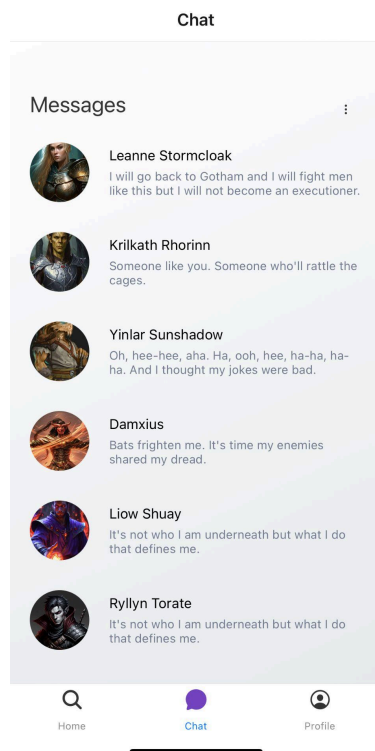 Chat
Messages
Leanne Stormcloak
I will go back to Gotham and I will fight men
like this but I will not become an executioner.
Krilkath Rhorinn
Someone like you. Someone who'll rattle the
cages.
Yinlar Sunshadow
Oh, hee-hee, aha. Ha, ooh, hee, ha-ha, ha-
ha. And I thought my jokes were bad.
Damxius
Bats frighten me. It's time my enemies
shared my dread.
Liow Shuay
It's not who I am underneath but what I do
that defines me.
Ryllyn Torate
It's not who I am underneath but what I do
that defines me.
Home
Chat
Profile